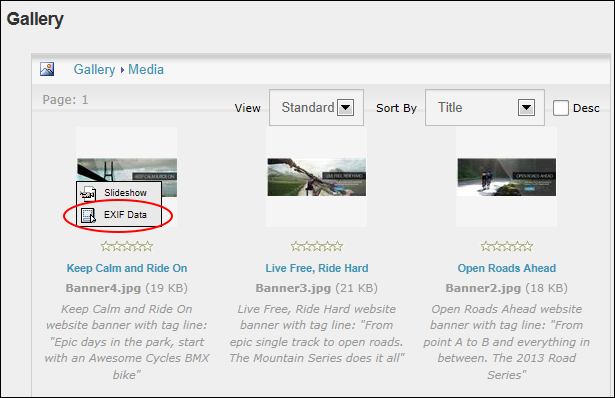 Gallery
Gallery Media
Page: 1
View Standard Sort By Title Desc
KEEP CALM & RIDE ON
LIVE FREE, RIDE HARD
OPEN ROADS AHEAD
Slideshow
EXIF Data
Keep Calm and Ride On
Banner4.jpg (19 KB)
Keep Calm and Ride On
website banner with tag line:
"Epic days in the park, start
with an Awesome Cycles BMX
bike"
Live Free, Ride Hard
Banner3.jpg (21 KB)
Live Free, Ride Hard website
banner with tag line: "From
epic single track to open roads.
The Mountain Series does it all"
Open Roads Ahead
Banner2.jpg (18 KB)
Open Roads Ahead website
banner with tag line: "From
point A to B and everything in
between. The 2013 Road
Series"